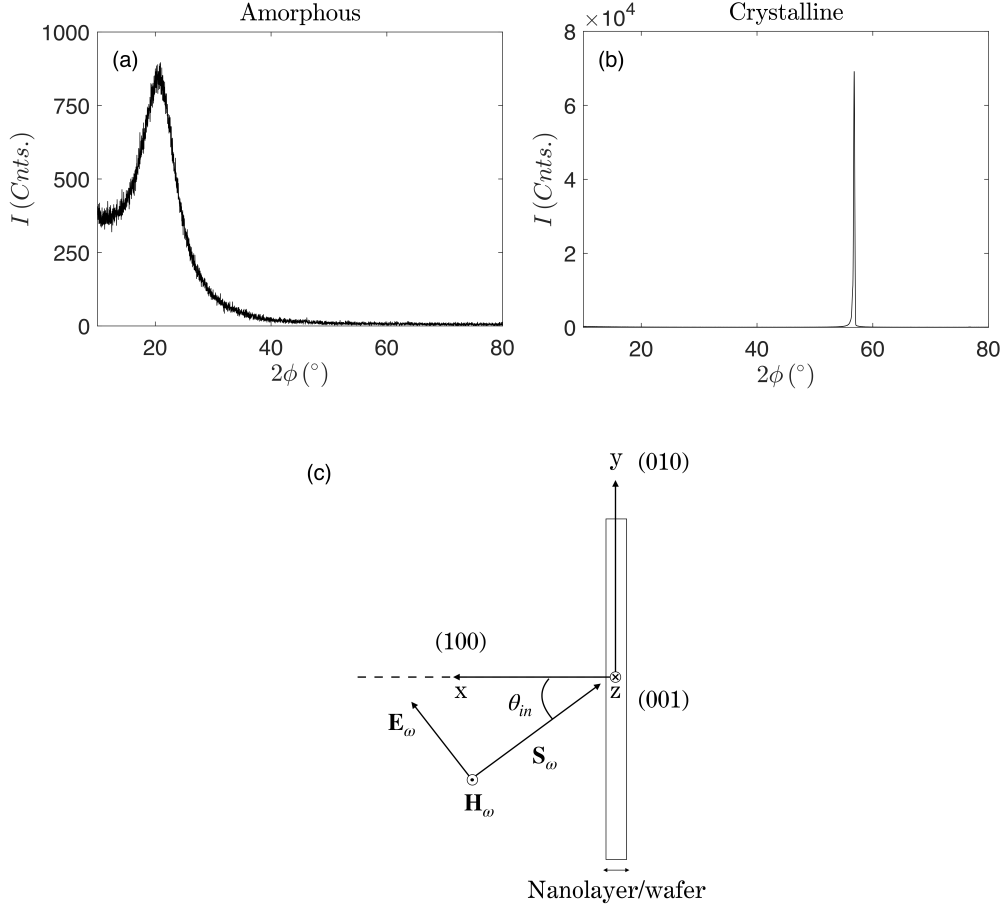 Amorphous
(a)
1000
750
500
250
0
I (Cnts.)
20 40 60 80
2ϕ (°)
Crystalline
×10⁴
(b)
8
6
4
2
0
I (Cnts.)
20 40 60 80
2ϕ (°)
(c)
y (010)
(100)
x
z
(001)
θin
Eω
Sω
Hω
Nanolayer/wafer